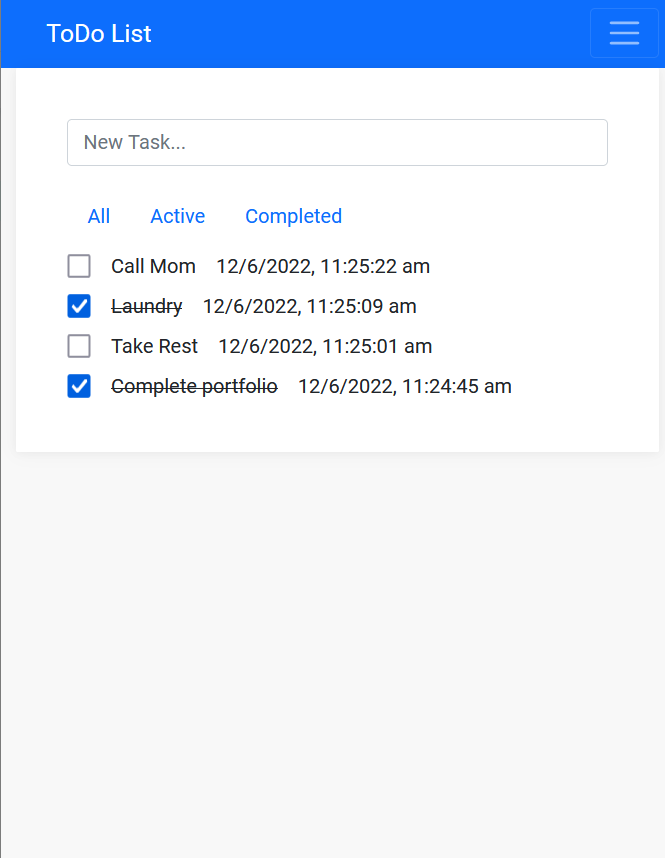 ToDo List
New Task...
All Active Completed
Call Mom 12/6/2022, 11:25:22 am
Laundry 12/6/2022, 11:25:09 am
Take Rest 12/6/2022, 11:25:01 am
Complete portfolio 12/6/2022, 11:24:45 am